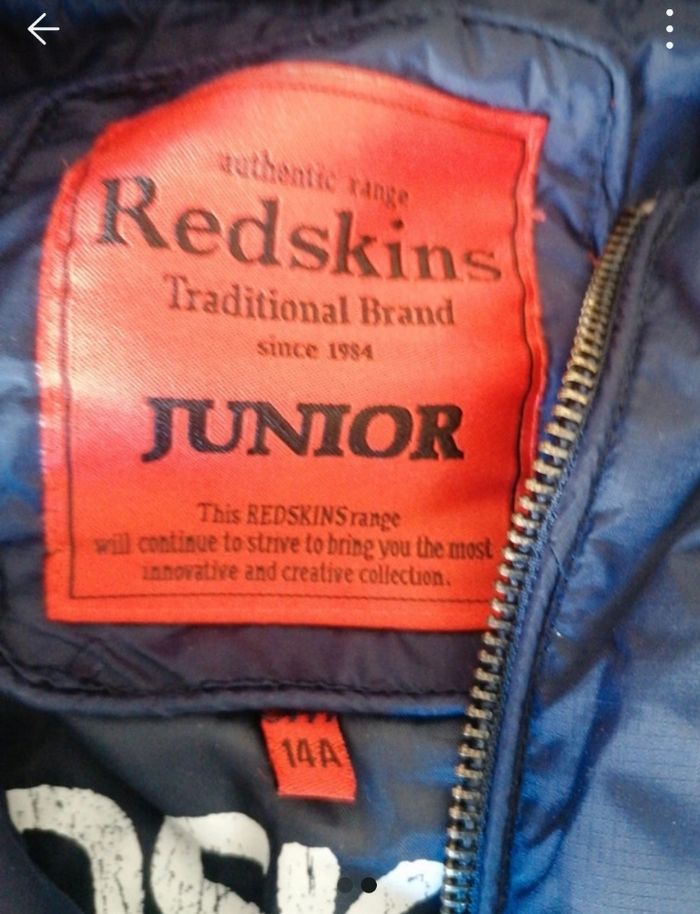 authentic range
Redskins
Traditional Brand
since 1984
JUNIOR
This REDSKINS range
will continue to strive to bring you the most
innovative and creative collection.
14A